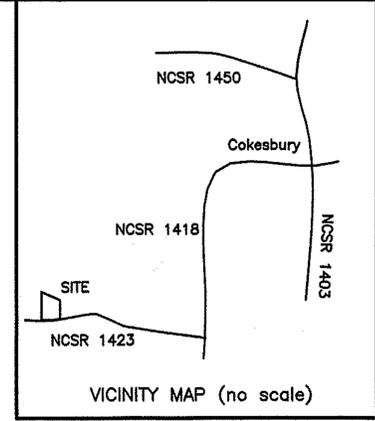 NCSR 1450
Cokesbury
NCSR 1418
NCSR 1403
SITE
NCSR 1423
VICINITY MAP (no scale)